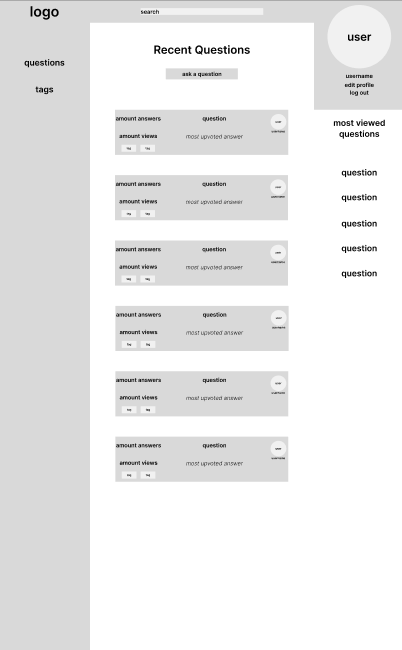 logo
questions
tags
search
Recent Questions
ask a question
amount answers
question
user
username
amount views
most upvoted answer
tag tag
amount answers
question
user
username
amount views
most upvoted answer
tag tag
amount answers
question
user
username
amount views
most upvoted answer
tag tag
amount answers
question
user
username
amount views
most upvoted answer
tag tag
amount answers
question
user
username
amount views
most upvoted answer
tag tag
amount answers
question
user
username
amount views
most upvoted answer
tag tag
user
username
edit profile
log out
most viewed
questions
question
question
question
question
question